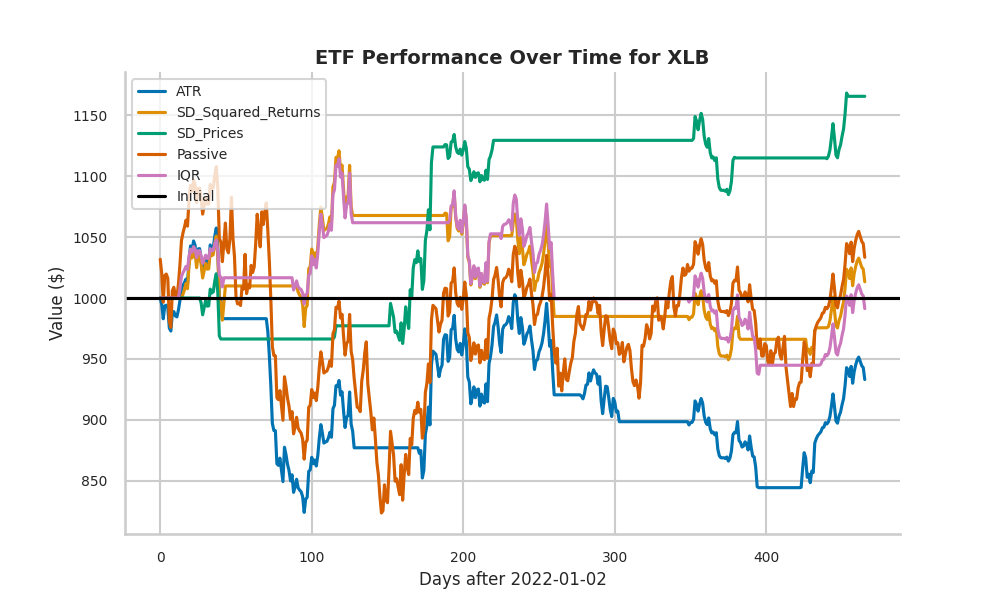 ETF Performance Over Time for XLB
ATR
SD_Squared_Returns
SD_Prices
Passive
IQR
Initial
Value ($)
1150
1100
1050
1000
950
900
850
0 100 200 300 400
Days after 2022-01-02